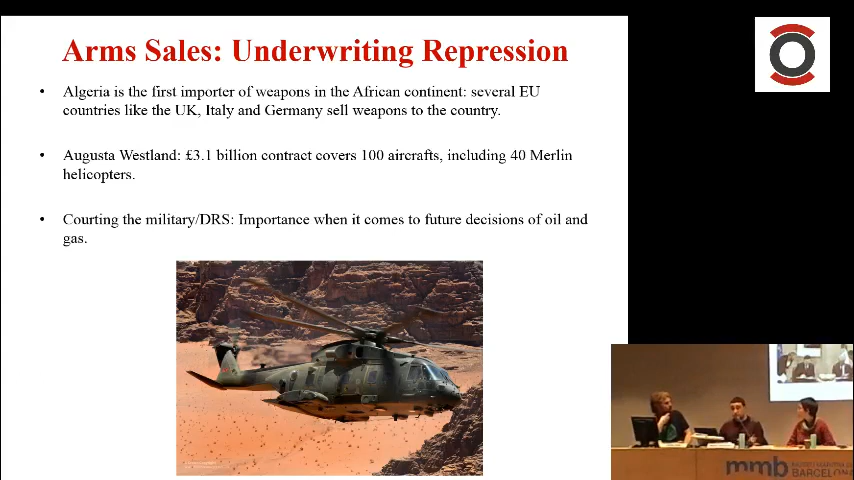 Arms Sales: Underwriting Repression
• Algeria is the first importer of weapons in the African continent: several EU
countries like the UK, Italy and Germany sell weapons to the country.
• Augusta Westland: £3.1 billion contract covers 100 aircrafts, including 40 Merlin
helicopters.
• Courting the military/DRS: Importance when it comes to future decisions of oil and
gas.
mmb
BARCELONA